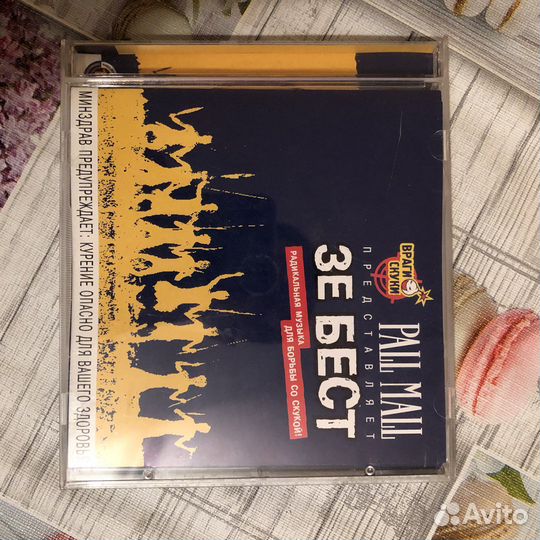 ВРАГИ
СКУКИ
PALL MALL
ПРЕДСТАВЛЯЕТ
ЗЕ БЕСТ
РАДИКАЛЬНАЯ МУЗЫКА
ДЛЯ БОРЬБЫ СО СКУКОЙ!
МИНЗДРАВ ПРЕДУПРЕЖДАЕТ: КУРЕНИЕ ОПАСНО ДЛЯ ВАШЕГО ЗДОРОВЬ
Avito